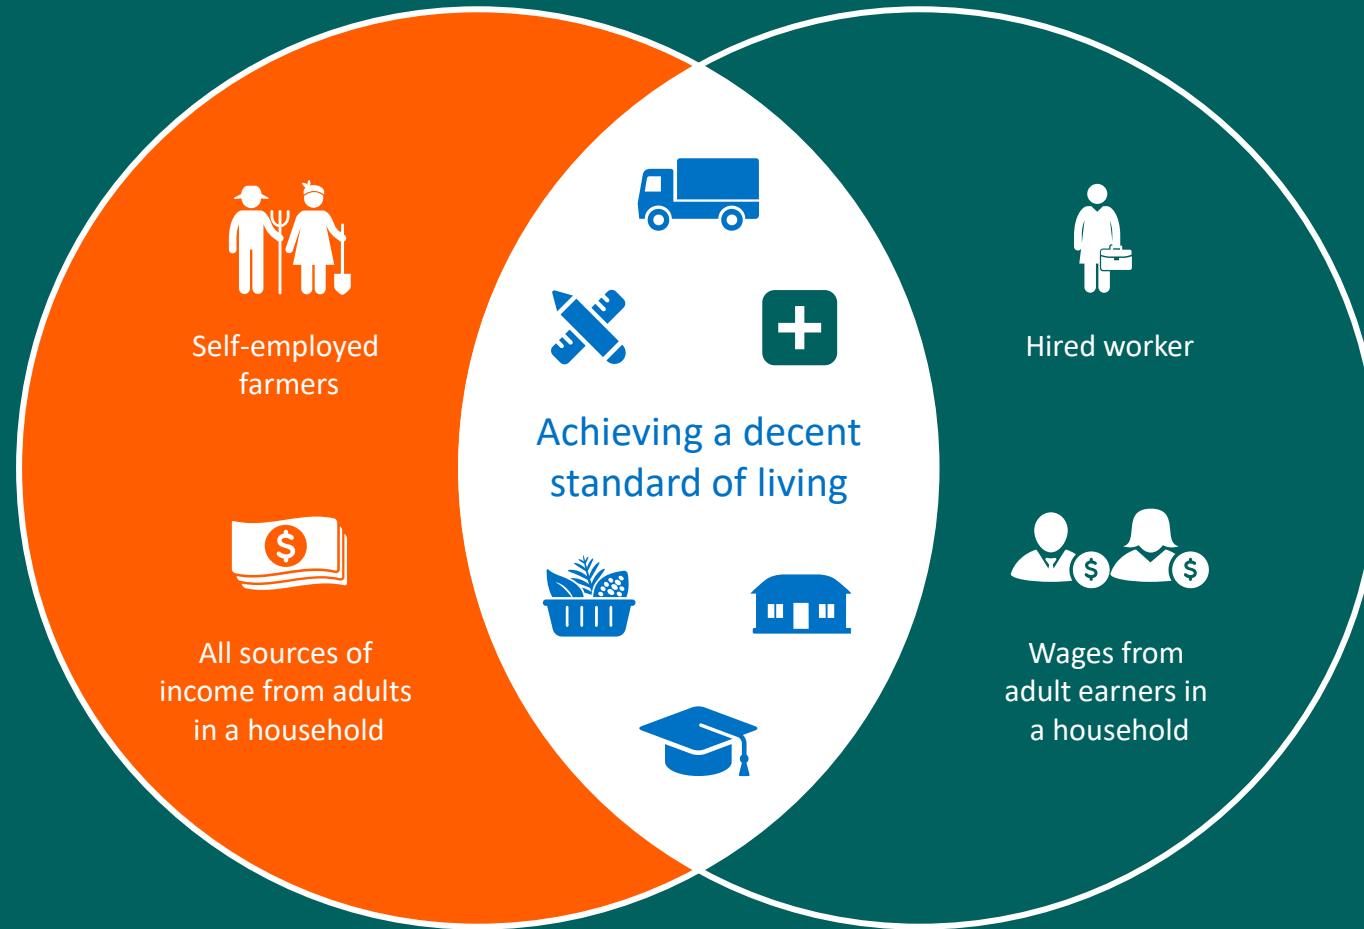 Self-employed
farmers
All sources of
income from adults
in a household
Achieving a decent
standard of living
Hired worker
Wages from
adult earners in
a household
$
$
$